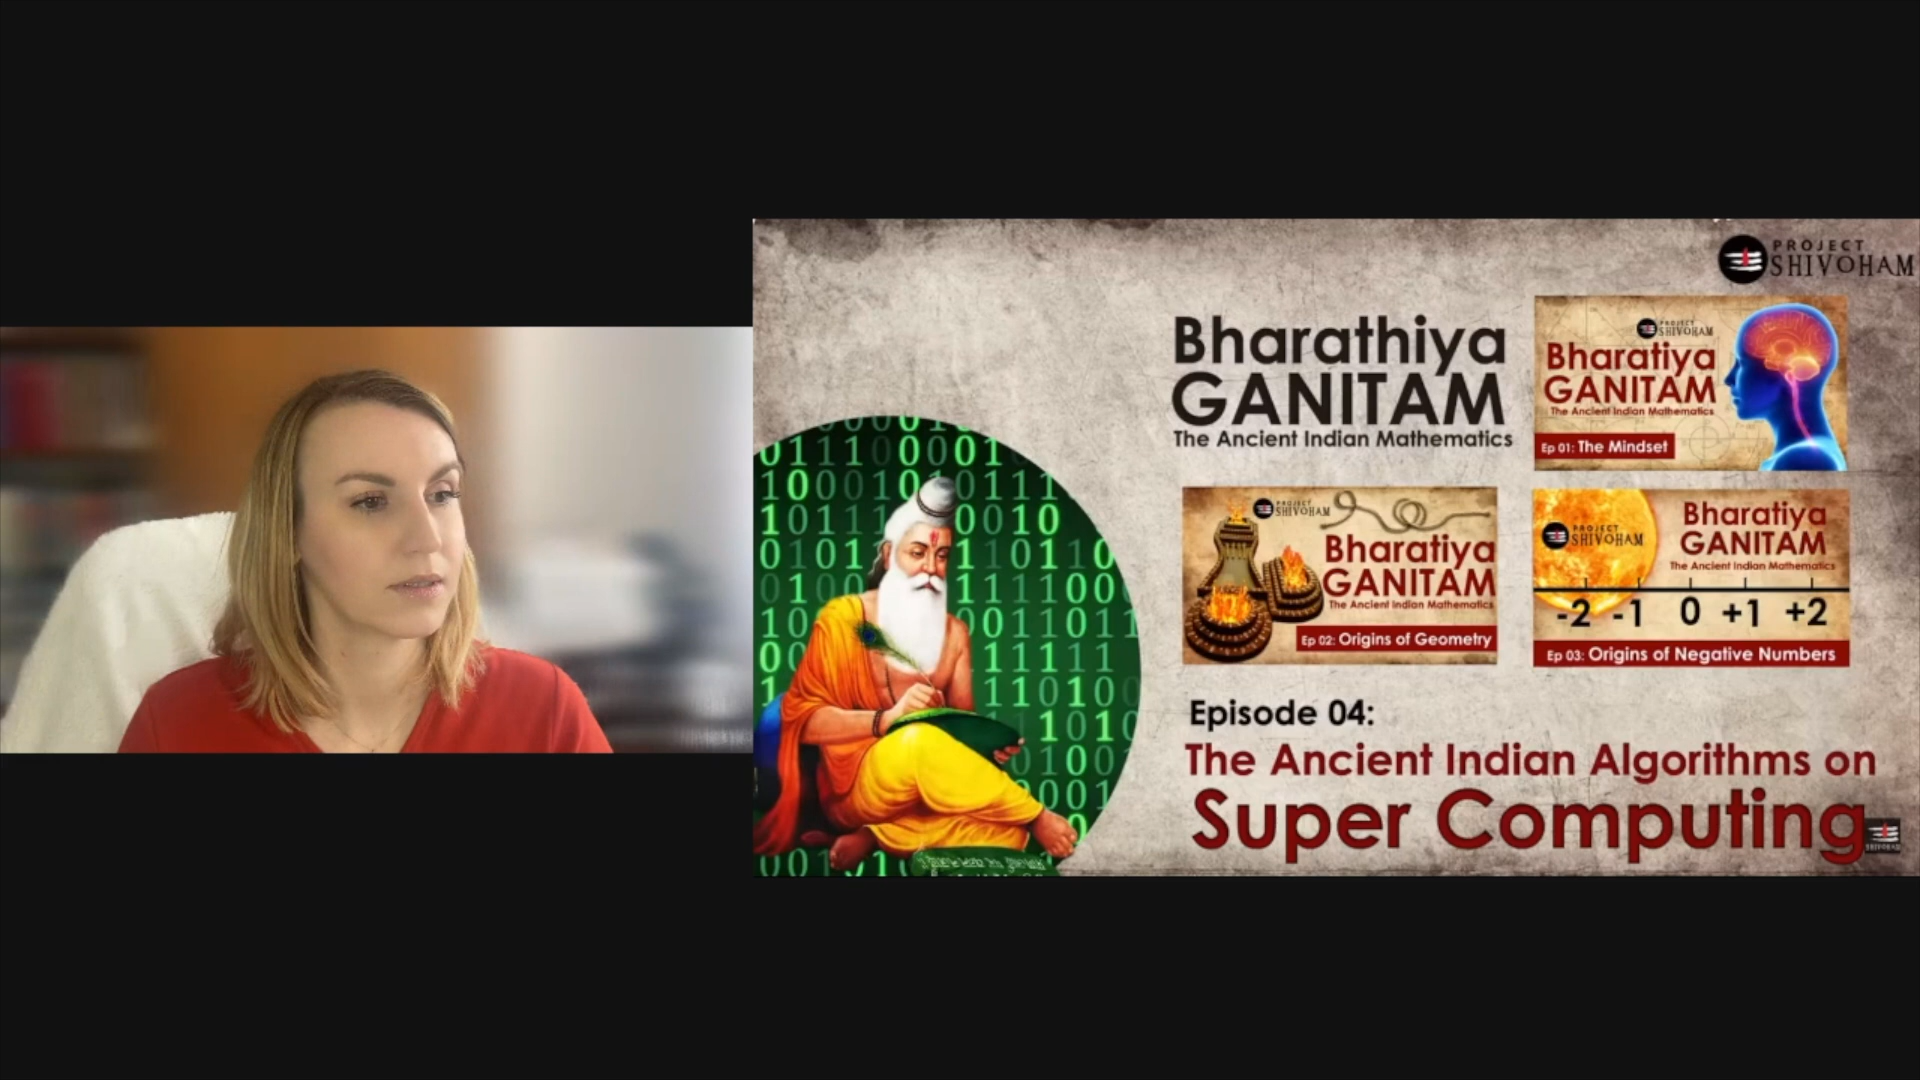 PROJECT
SHIVOHAM
Bharathiya
GANITAM
The Ancient Indian Mathematics
PROJECT
SHIVOHAM
Bharatiya
GANITAM
The Ancient Indian Mathematics
Ep 01: The Mindset
PROJECT
SHIVOHAM
Bharatiya
GANITAM
The Ancient Indian Mathematics
Ep 02: Origins of Geometry
PROJECT
SHIVOHAM
Bharatiya
GANITAM
The Ancient Indian Mathematics
-2 -1 0 +1 +2
Ep 03: Origins of Negative Numbers
Episode 04:
The Ancient Indian Algorithms on
Super Computing
SHIVOHAM